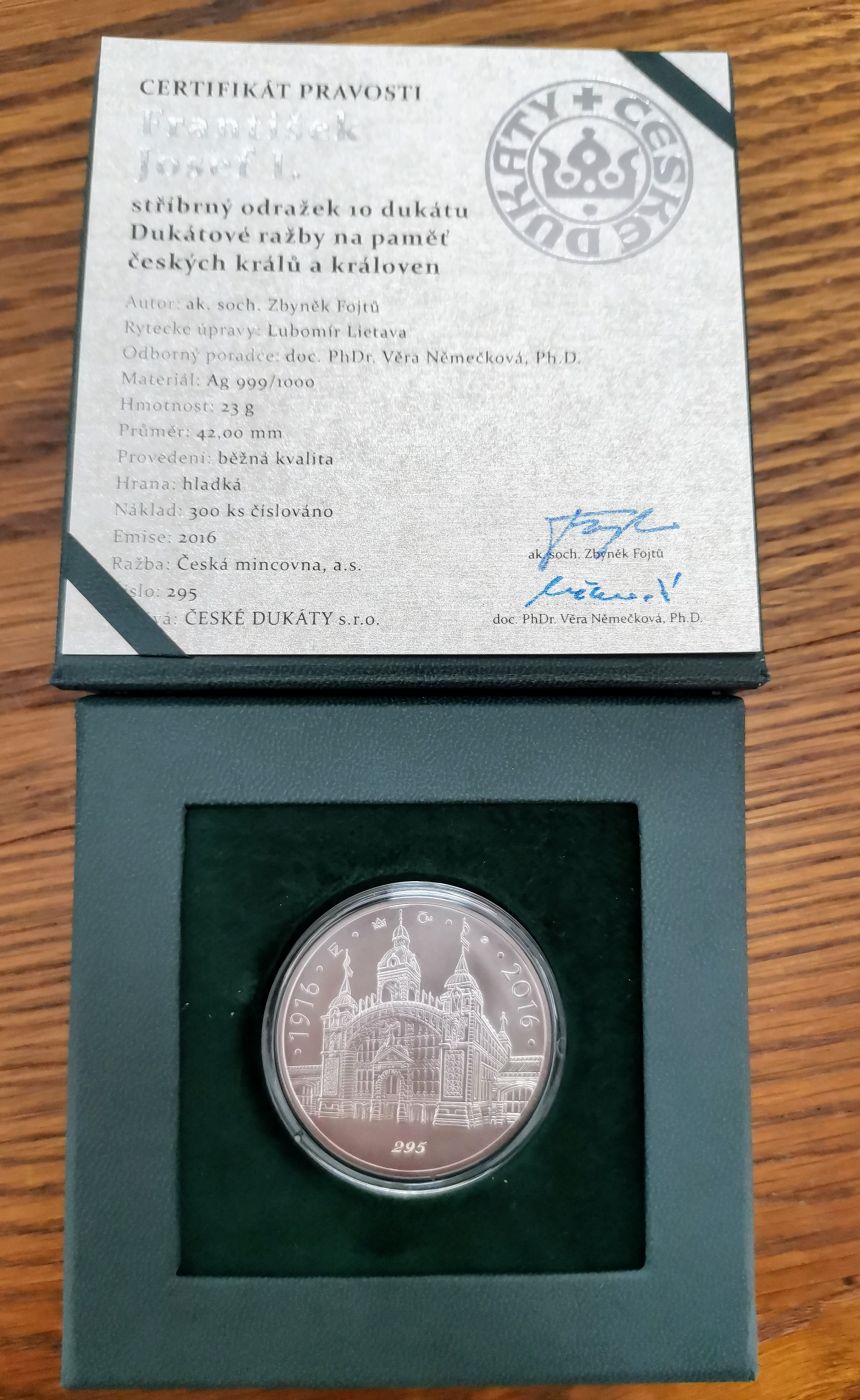 CERTIFIKÁT PRAVOSTI
František
Josef I.
stříbrný odražek 10 dukátu
Dukátové ražby na paměť
českých králů a královen
ČESKÉ DUKÁTY
Autor: ak. soch. Zbyněk Fojtů
Rytecké úpravy: Lubomír Lietava
Odborný poradce: doc. PhDr. Věra Němečková, Ph.D.
Materiál: Ag 999/1000
Hmotnost: 23 g
Průměr: 42,00 mm
Provedení: běžná kvalita
Hrana: hladká
Náklad: 300 ks číslováno
Emise: 2016
Ražba: Česká mincovna, a.s.
íslo: 295
vá: ČESKÉ DUKÁTY s.r.o.
ak. soch. Zbyněk Fojtů
doc. PhDr. Věra Němečková, Ph.D.
• 1916 •
• 2016 •
295